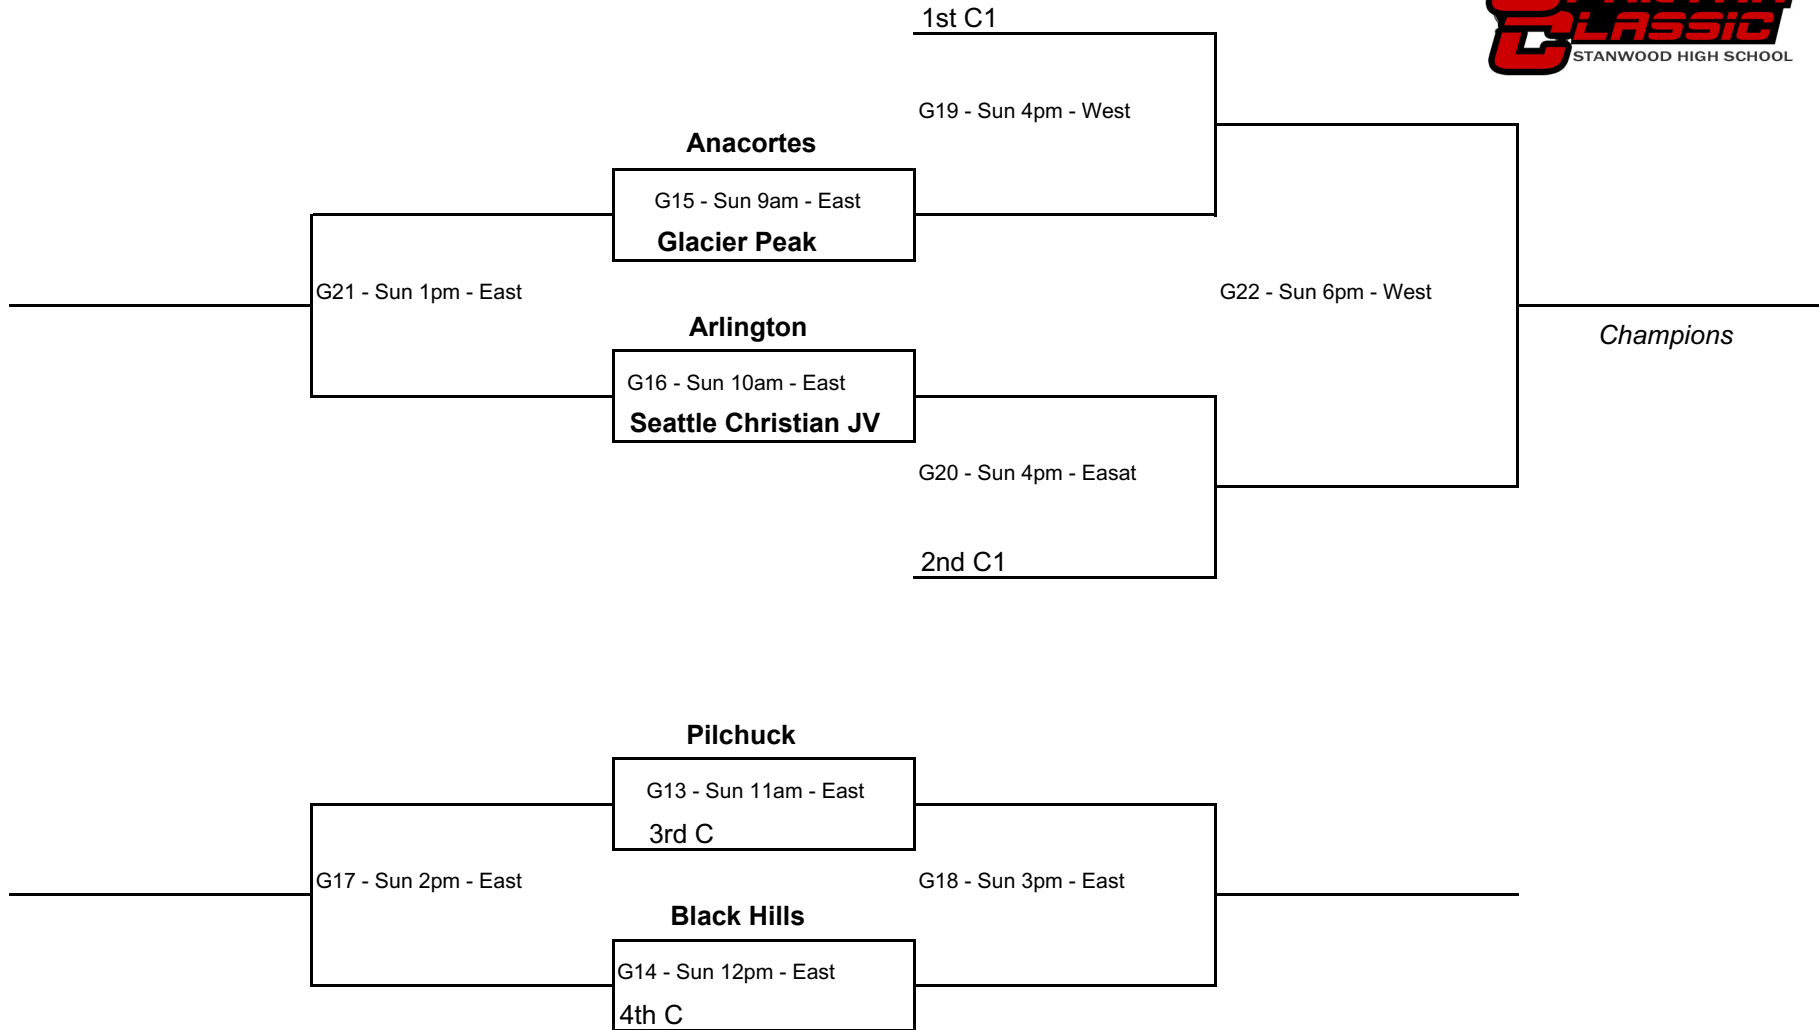 1st C1
CLASSIC
STANWOOD HIGH SCHOOL
G19 - Sun 4pm - West
Anacortes
G15 - Sun 9am - East
Glacier Peak
G21 - Sun 1pm - East
G22 - Sun 6pm - West
Arlington
Champions
G16 - Sun 10am - East
Seattle Christian JV
G20 - Sun 4pm - Easat
2nd C1
Pilchuck
G13 - Sun 11am - East
3rd C
G17 - Sun 2pm - East
G18 - Sun 3pm - East
Black Hills
G14 - Sun 12pm - East
4th C